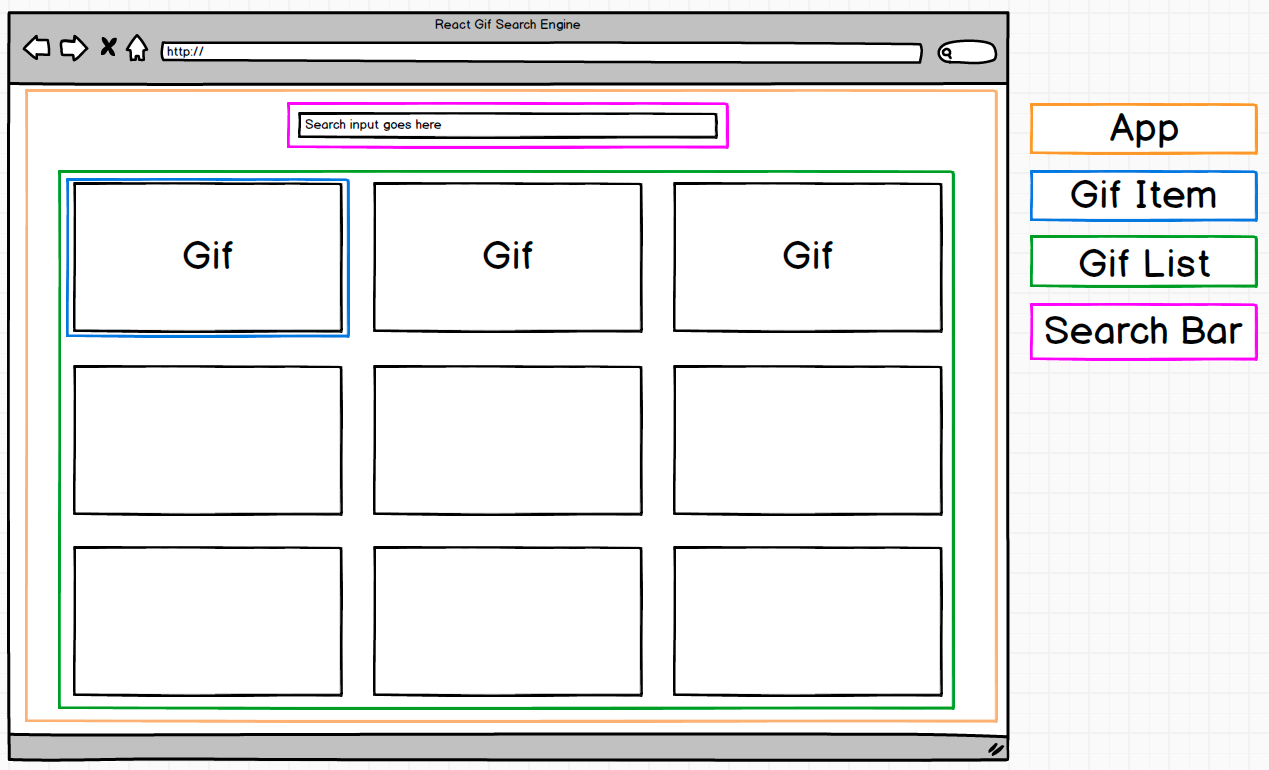 React Gif Search Engine
http://
Search input goes here
Gif
Gif
Gif
App
Gif Item
Gif List
Search Bar